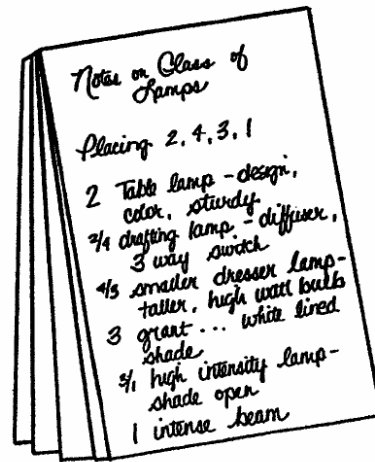 Notes on Class of
Lamps
Placing 2, 4, 3, 1
2 Table lamp - design,
color, sturdy
2/4 drafting lamp - diffuser,
3 way switch
4/3 smaller dresser lamp-
taller, high watt bulb
3 grant ... white lined
shade
3/1 high intensity lamp-
shade open
1 intense beam